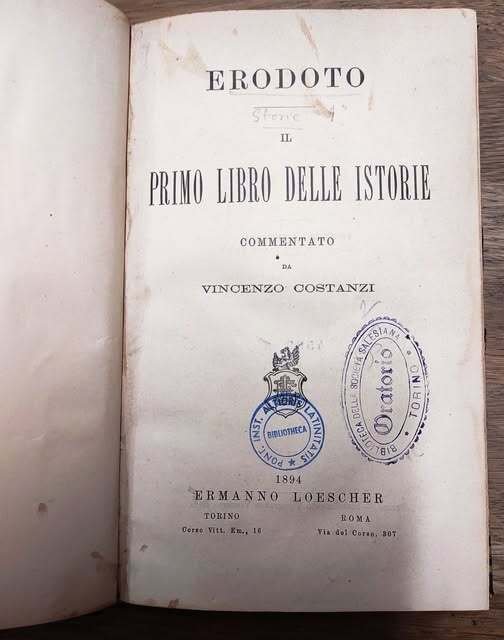 ERODOTO
Storie 1°
IL
PRIMO LIBRO DELLE ISTORIE
COMMENTATO
DA
VINCENZO COSTANZI
BIBLIOTECA DELLA SOCIETÀ SALESIANA
Oratorio
TORINO
PONT. INST. ALTIORIS LATINITATIS
BIBLIOTHECA
1894
ERMANNO LOESCHER
TORINO ROMA
Corso Vitt. Em., 16 Via del Corso, 307